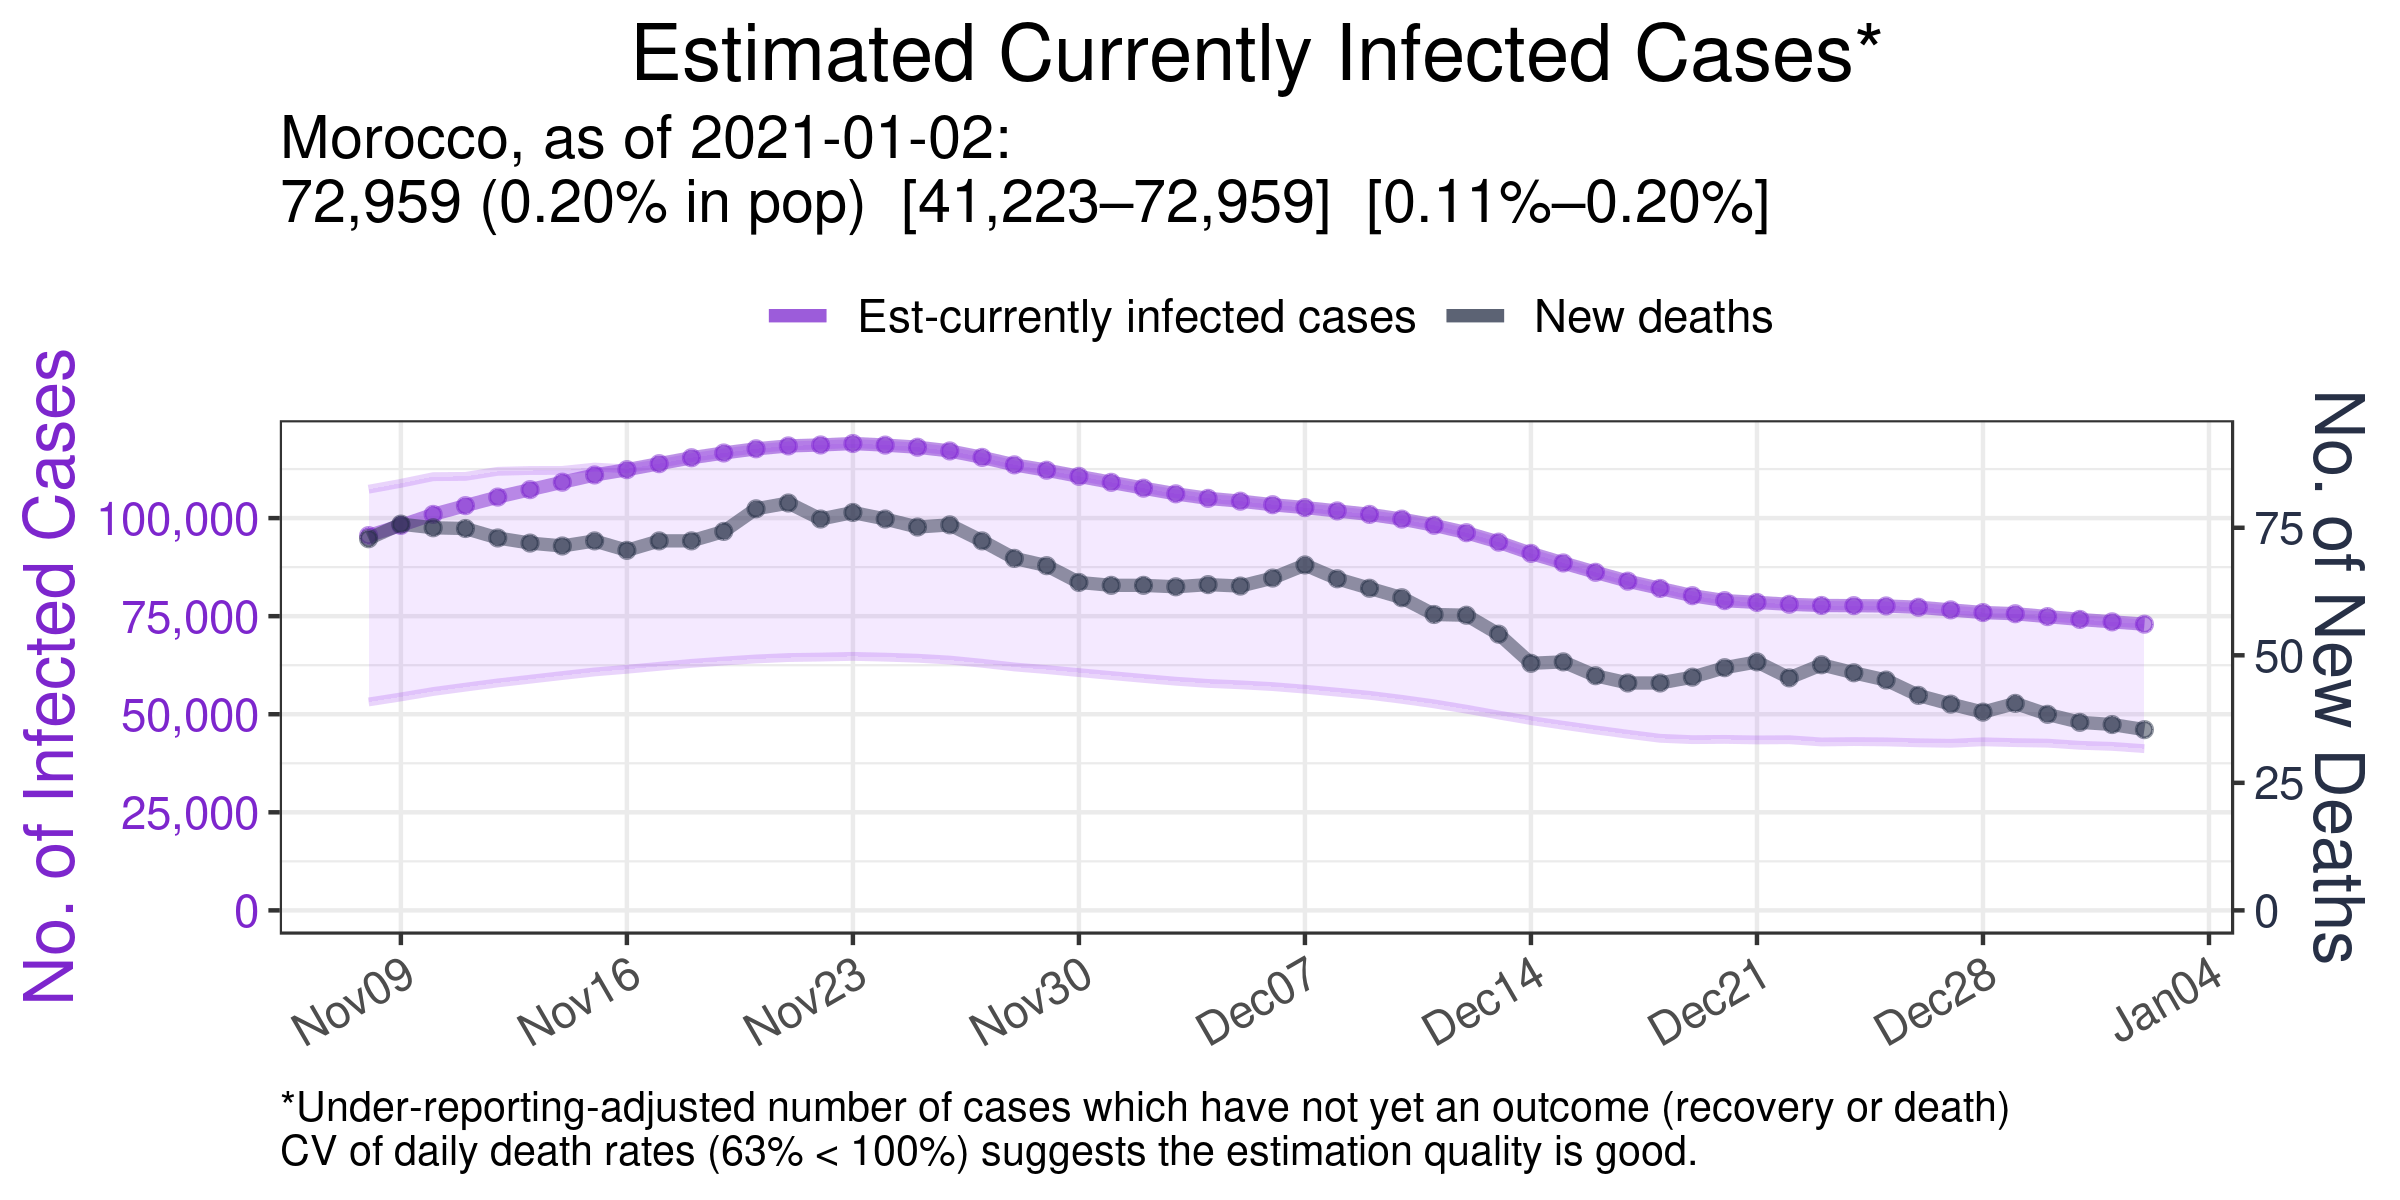 Estimated Currently Infected Cases*
Morocco, as of 2021-01-02:
72,959 (0.20% in pop)  [41,223–72,959]  [0.11%–0.20%]
Est-currently infected cases
New deaths
No. of Infected Cases
100,000
75,000
50,000
25,000
0
75
50
25
0
No. of New Deaths
Nov09
Nov16
Nov23
Nov30
Dec07
Dec14
Dec21
Dec28
Jan04
*Under-reporting-adjusted number of cases which have not yet an outcome (recovery or death)
CV of daily death rates (63% < 100%) suggests the estimation quality is good.